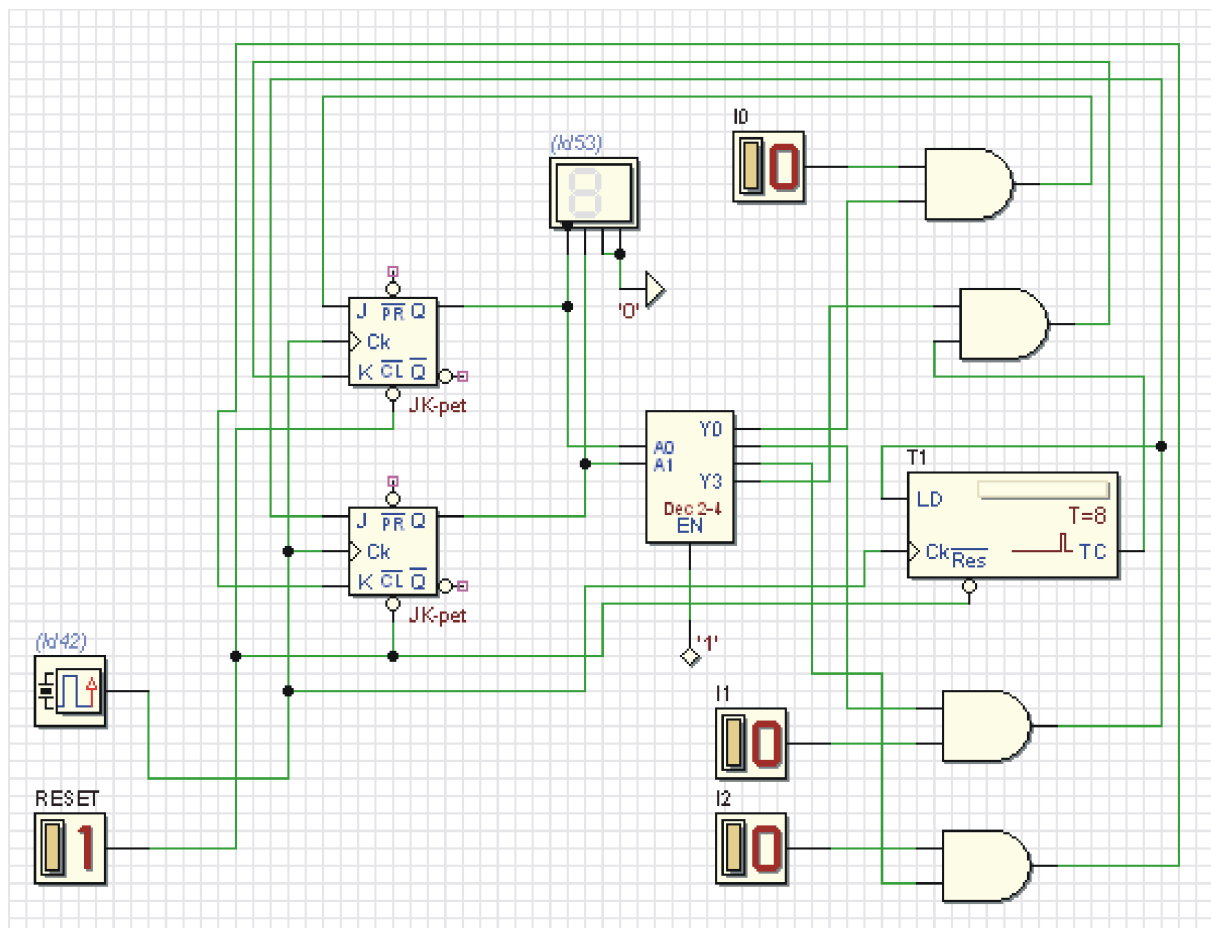 I0
0
(Id53)
8
'0'
J PR Q
Ck
K CL Q
JK-pet
Y0
A0
A1
Y3
Dec 2-4
EN
T1
LD
T=8
Ck Res TC
J PR Q
Ck
K CL Q
JK-pet
'1'
(Id42)
I1
0
RESET
1
I2
0